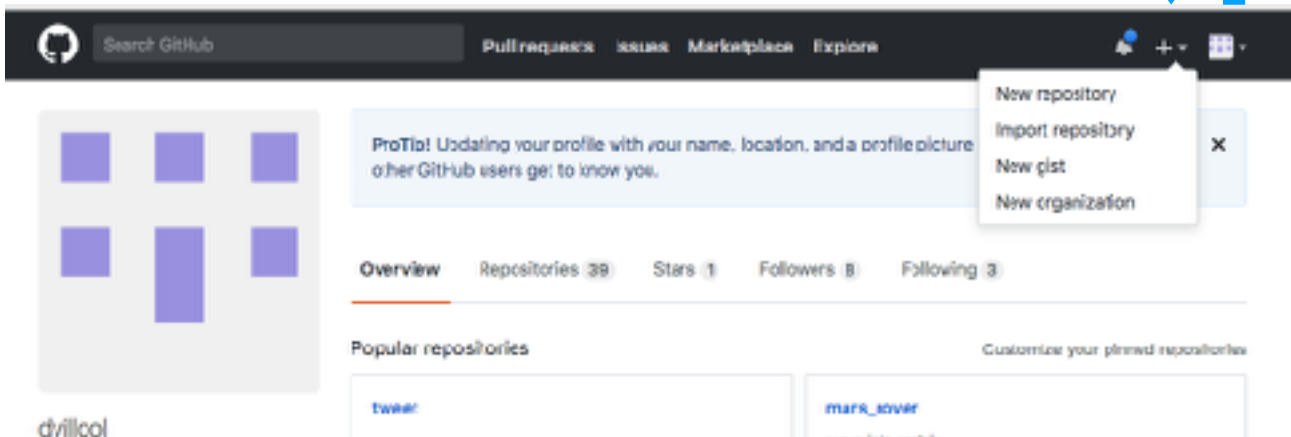 Search GitHub
Pull requests Issues Marketplace Explore
New repository
Import repository
New gist
New organization
ProTip! Updating your profile with your name, location, and a profile picture
other GitHub users get to know you.
Overview Repositories 39 Stars 1 Followers 8 Following 3
Popular repositories
Customize your pinned repositories
tweet
mars_rover
dvillcol